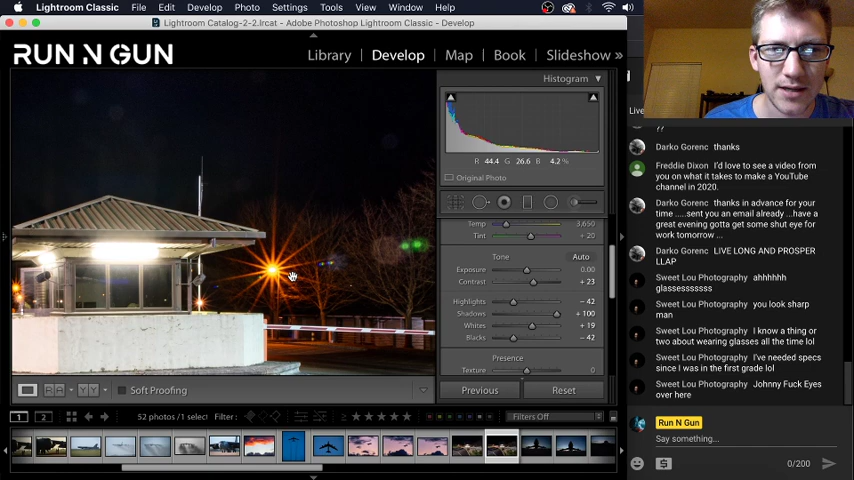 Lightroom Classic File Edit Photo Develop Settings Tools View Window Help
Lightroom Catalog-2-2.lrcat - Adobe Photoshop Lightroom Classic - Develop
RUN N GUN
Library | Develop | Map | Book | Slideshow »
Histogram
R 44.4 G 26.6 B 4.2 %
Original Photo
Temp 3,650
Tint + 20
Tone Auto
Exposure 0.00
Contrast + 23
Highlights − 42
Shadows + 100
Whites + 19
Blacks − 42
Presence
Texture 0
Previous Reset
Soft Proofing
1 2 52 photos /1 select Filter : Filters Off
Live
??
Darko Gorenc thanks
Freddie Dixon I'd love to see a video from
you on what it takes to make a YouTube
channel in 2020.
Darko Gorenc thanks in advance for your
time .....sent you an email already ...have a
great evening gotta get some shut eye for
work tomorrow ...
Darko Gorenc LIVE LONG AND PROSPER
LLAP
Sweet Lou Photography ahhhhhh
glassesssssss
Sweet Lou Photography you look sharp
man
Sweet Lou Photography I know a thing or
two about wearing glasses all the time lol
Sweet Lou Photography I've needed specs
since I was in the first grade lol
Sweet Lou Photography Johnny Fuck Eyes
over here
Run N Gun
Say something...
0/200